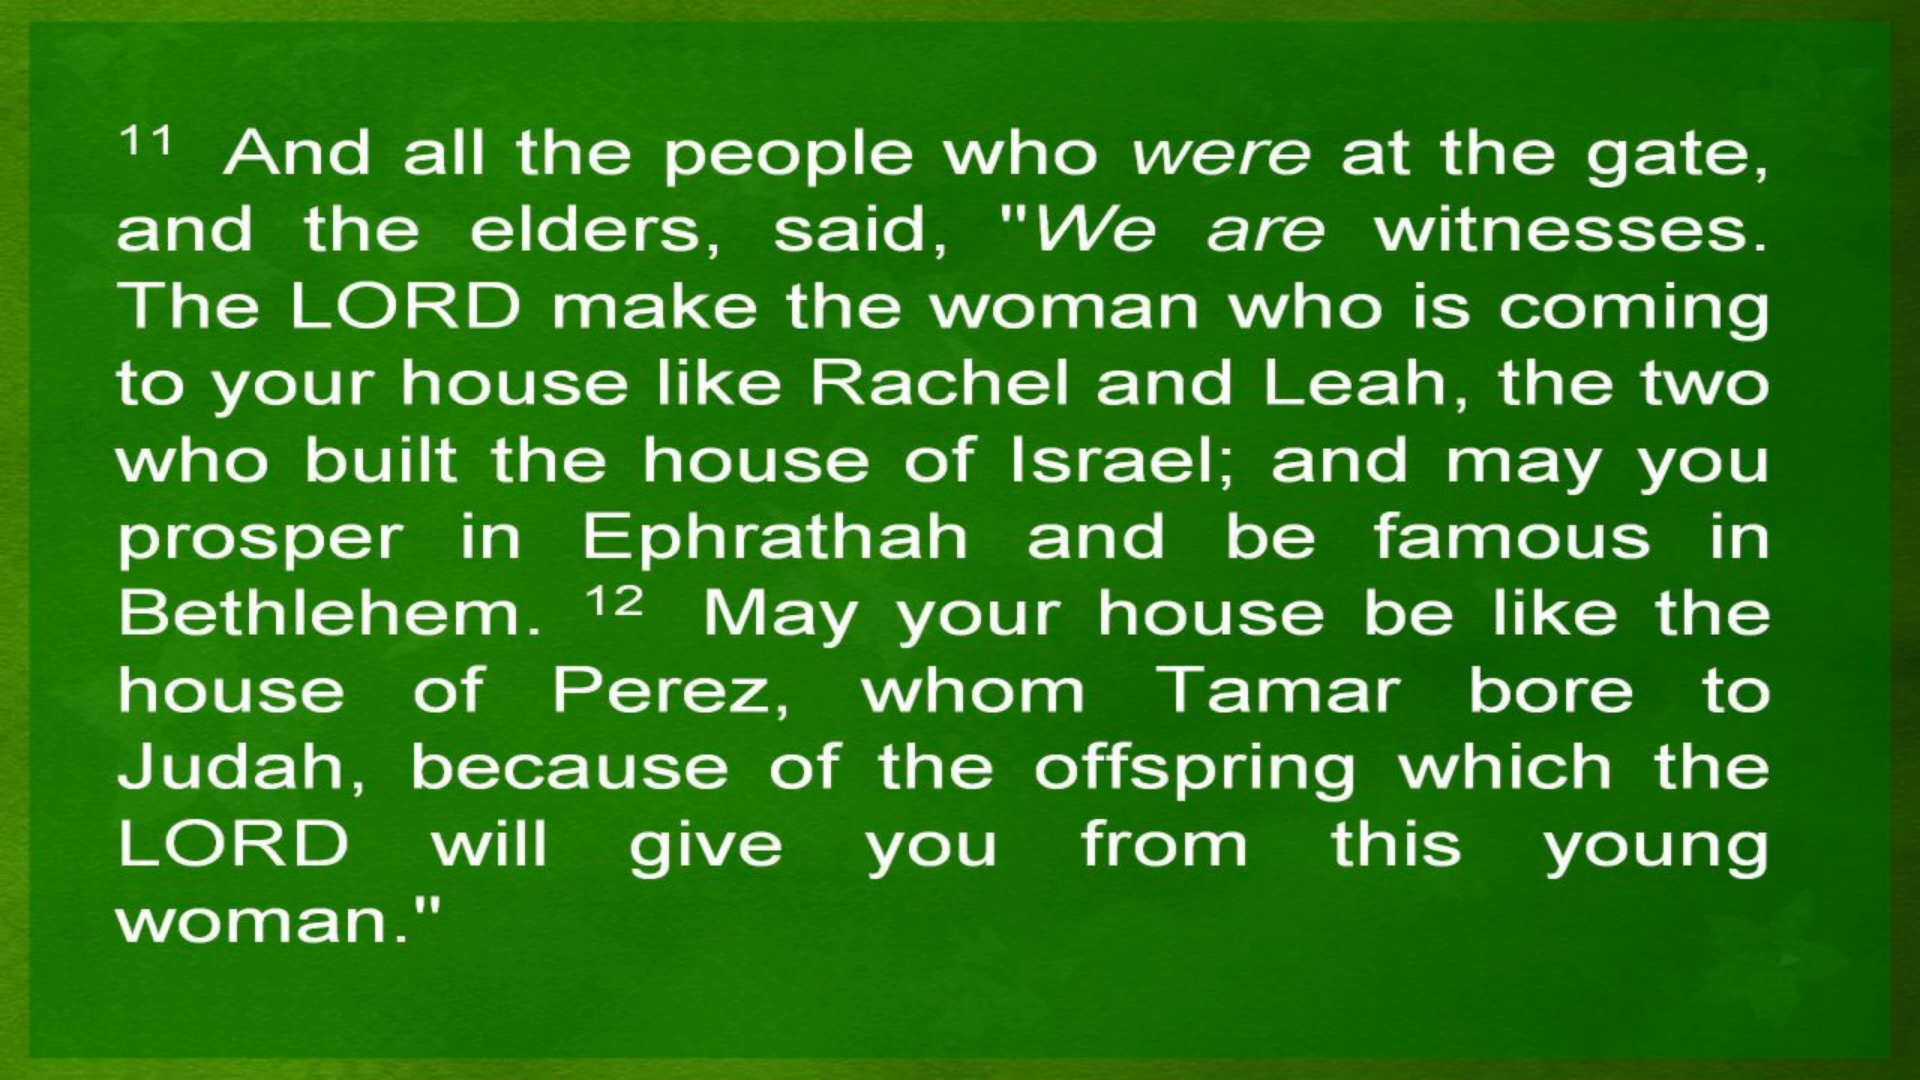 11 And all the people who were at the gate,
and the elders, said, "We are witnesses.
The LORD make the woman who is coming
to your house like Rachel and Leah, the two
who built the house of Israel; and may you
prosper in Ephrathah and be famous in
Bethlehem. 12 May your house be like the
house of Perez, whom Tamar bore to
Judah, because of the offspring which the
LORD will give you from this young
woman."